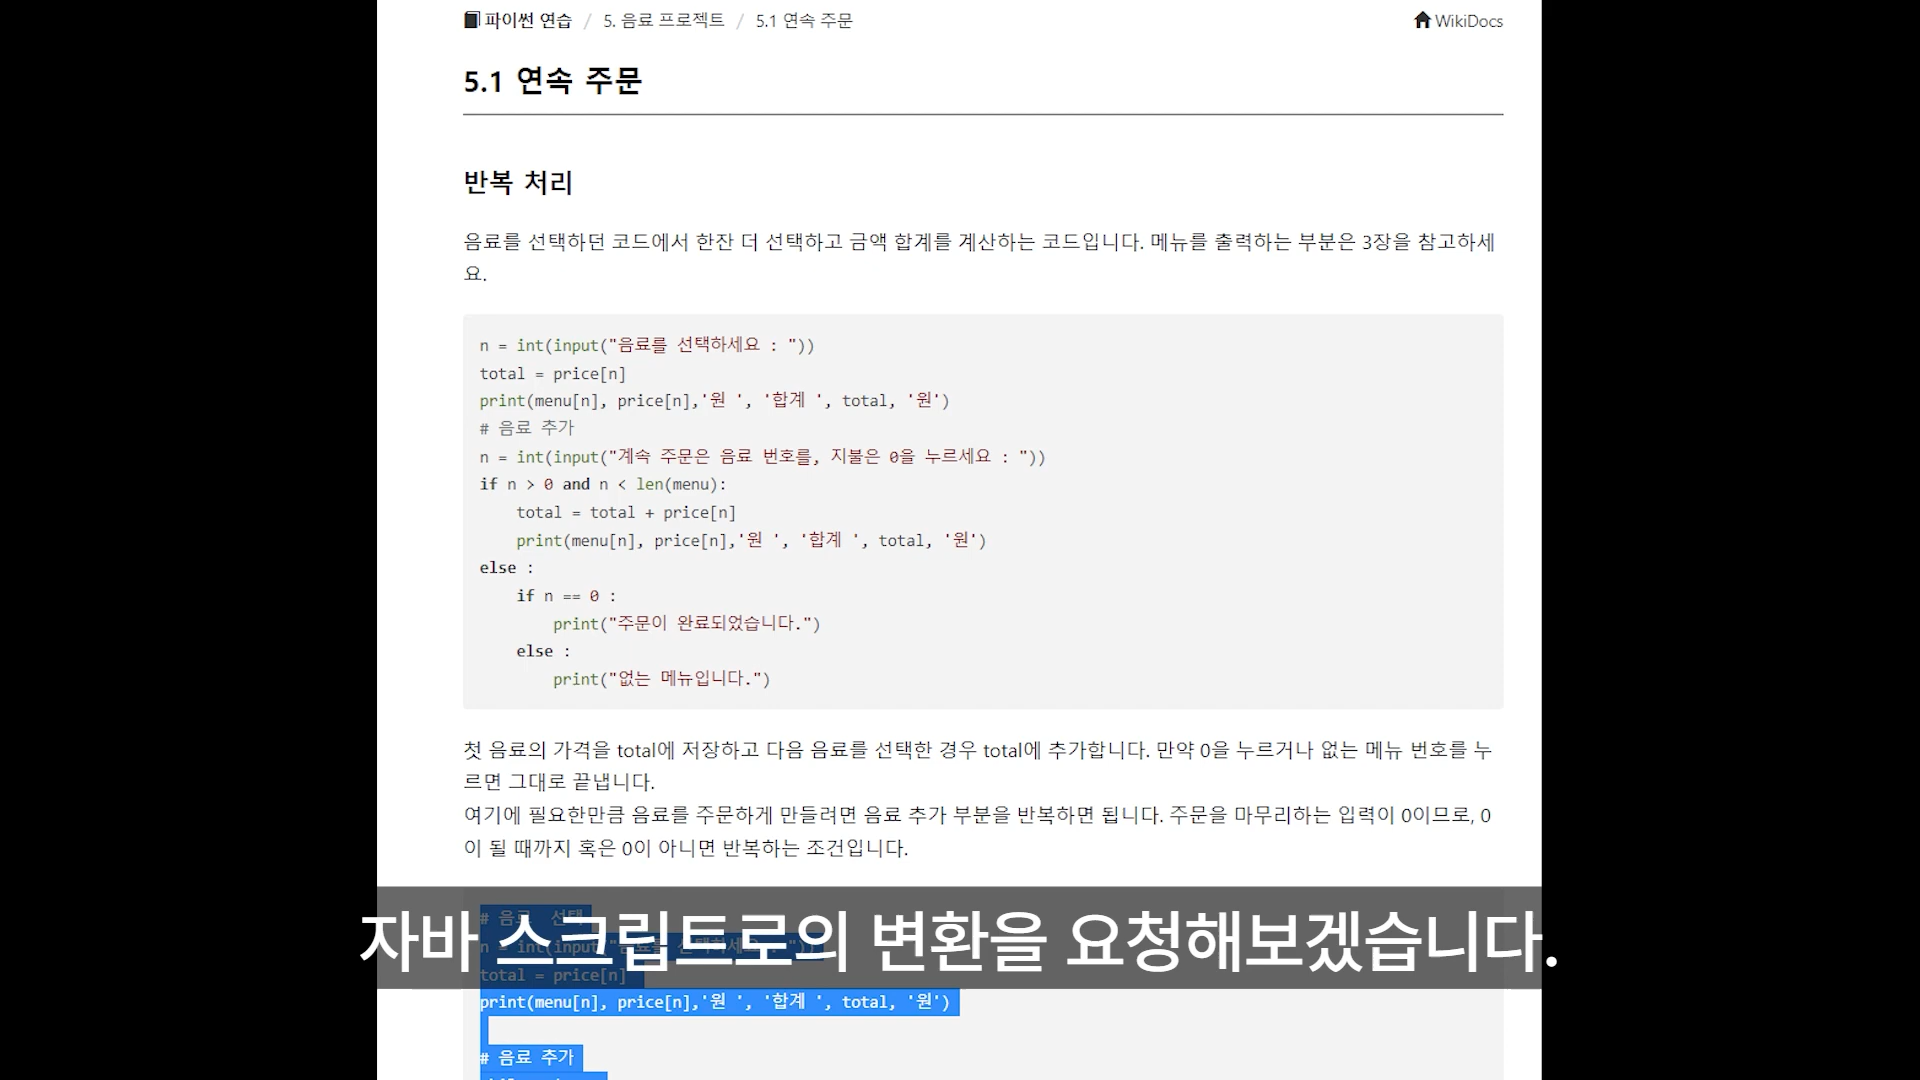 파이썬 연습 / 5. 음료 프로젝트 / 5.1 연속 주문
WikiDocs
5.1 연속 주문
반복 처리
음료를 선택하던 코드에서 한잔 더 선택하고 금액 합계를 계산하는 코드입니다. 메뉴를 출력하는 부분은 3장을 참고하세
요.
n = int(input("음료를 선택하세요 : "))
total = price[n]
print(menu[n], price[n],'원 ', '합계 ', total, '원')
# 음료 추가
n = int(input("계속 주문은 음료 번호를, 지불은 0을 누르세요 : "))
if n > 0 and n < len(menu):
    total = total + price[n]
    print(menu[n], price[n],'원 ', '합계 ', total, '원')
else :
    if n == 0 :
        print("주문이 완료되었습니다.")
    else :
        print("없는 메뉴입니다.")
첫 음료의 가격을 total에 저장하고 다음 음료를 선택한 경우 total에 추가합니다. 만약 0을 누르거나 없는 메뉴 번호를 누
르면 그대로 끝냅니다.
여기에 필요한만큼 음료를 주문하게 만들려면 음료 추가 부분을 반복하면 됩니다. 주문을 마무리하는 입력이 0이므로, 0
이 될 때까지 혹은 0이 아니면 반복하는 조건입니다.
# 음료 선택
n = int(input("음료를 선택하세요 : "))
자바 스크립트로의 변환을 요청해보겠습니다.
total = price[n]
print(menu[n], price[n],'원 ', '합계 ', total, '원')
# 음료 추가